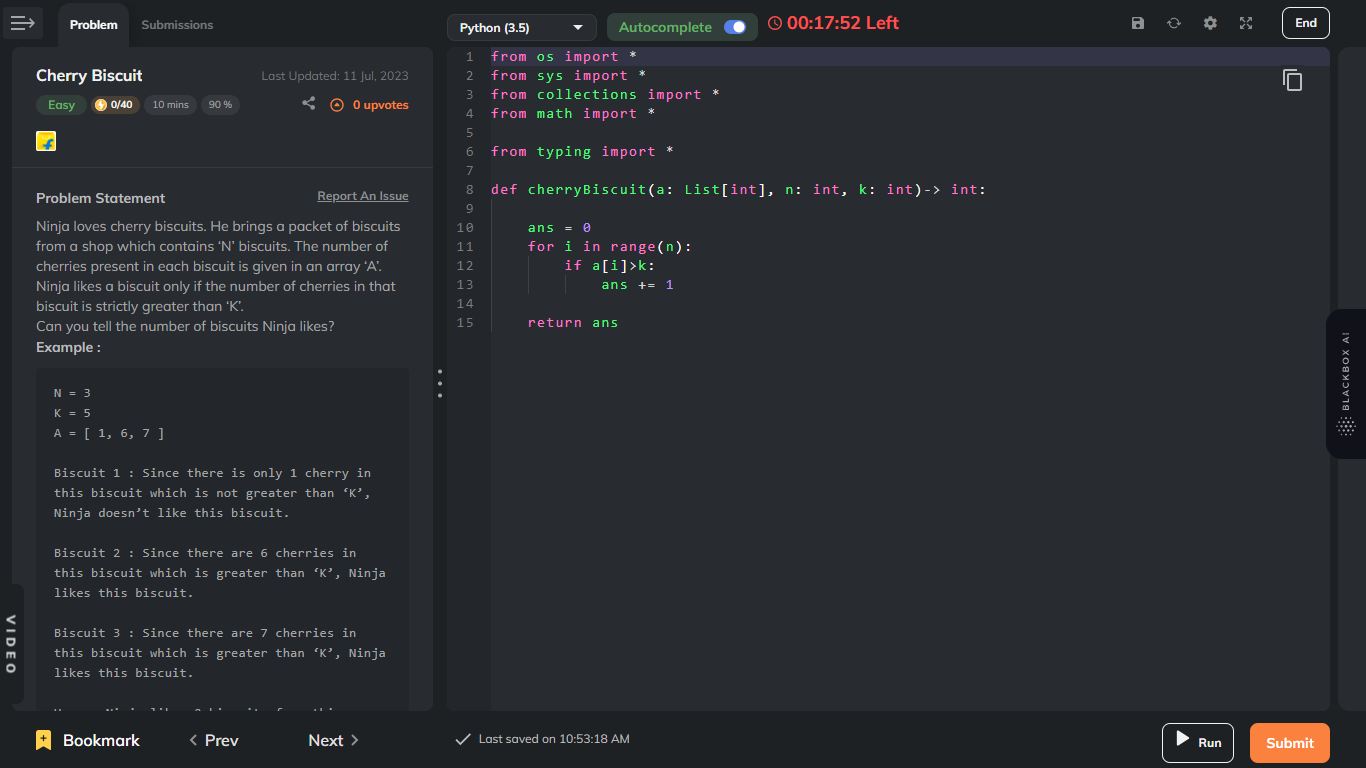 Problem
Submissions
Python (3.5)
Autocomplete
00:17:52 Left
End
Cherry Biscuit
Last Updated: 11 Jul, 2023
Easy
0/40
10 mins
90 %
0 upvotes
Problem Statement
Report An Issue
Ninja loves cherry biscuits. He brings a packet of biscuits
from a shop which contains ‘N’ biscuits. The number of
cherries present in each biscuit is given in an array ‘A’.
Ninja likes a biscuit only if the number of cherries in that
biscuit is strictly greater than ‘K’.
Can you tell the number of biscuits Ninja likes?
Example :
N = 3
K = 5
A = [ 1, 6, 7 ]
Biscuit 1 : Since there is only 1 cherry in
this biscuit which is not greater than ‘K’,
Ninja doesn’t like this biscuit.
Biscuit 2 : Since there are 6 cherries in
this biscuit which is greater than ‘K’, Ninja
likes this biscuit.
Biscuit 3 : Since there are 7 cherries in
this biscuit which is greater than ‘K’, Ninja
likes this biscuit.
1 from os import *
2 from sys import *
3 from collections import *
4 from math import *
5
6 from typing import *
7
8 def cherryBiscuit(a: List[int], n: int, k: int)-> int:
9
10 ans = 0
11 for i in range(n):
12 if a[i]>k:
13 ans += 1
14
15 return ans
BLACKBOX AI
VIDEO
Bookmark
Prev
Next
Last saved on 10:53:18 AM
Run
Submit